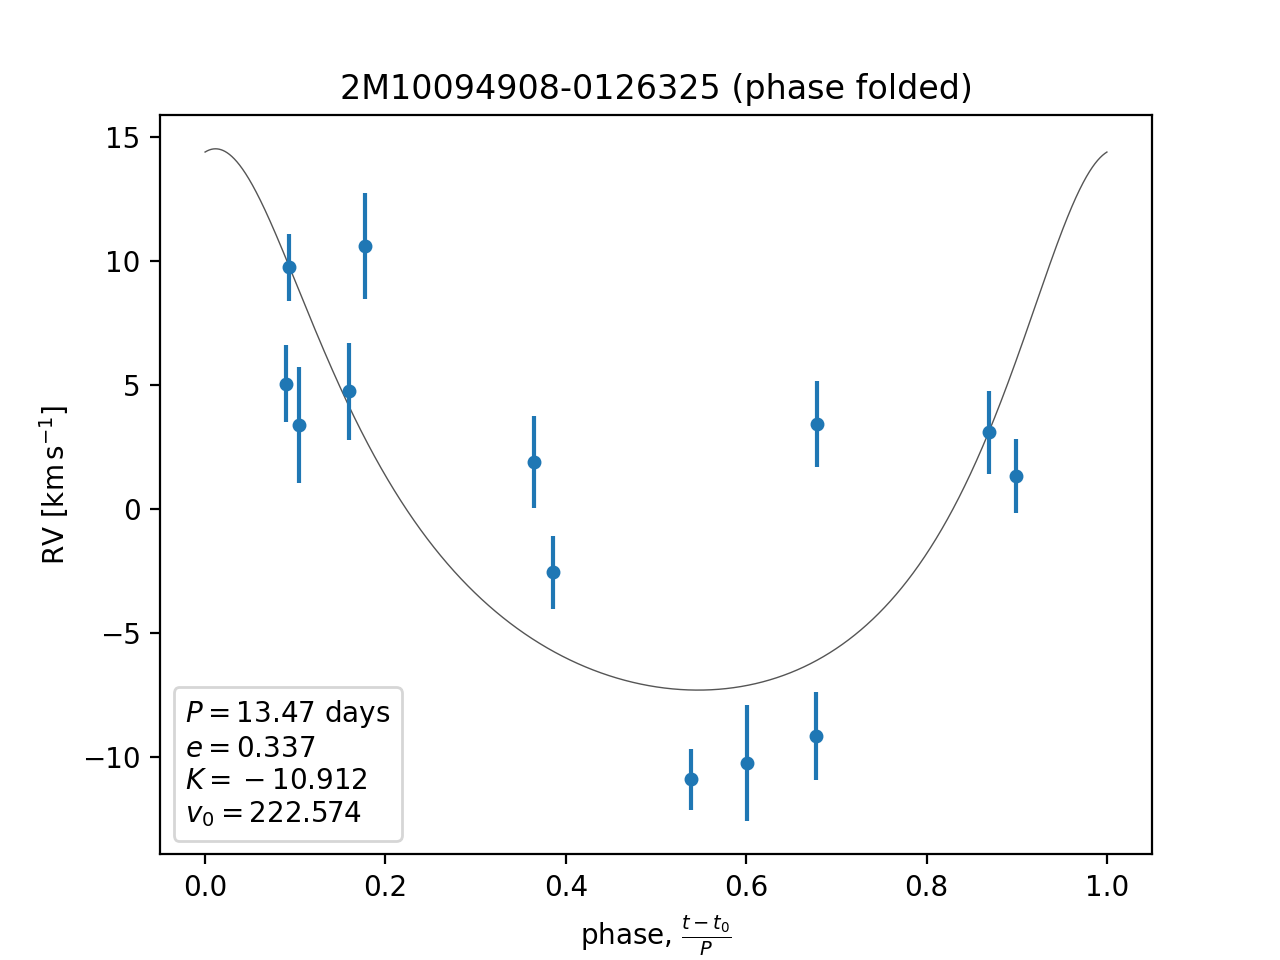 2M10094908-0126325 (phase folded)
RV [km s⁻¹]
15
10
5
0
−5
−10
P = 13.47 days
e = 0.337
K = −10.912
v₀ = 222.574
0.0 0.2 0.4 0.6 0.8 1.0
phase, (t − t₀)/P